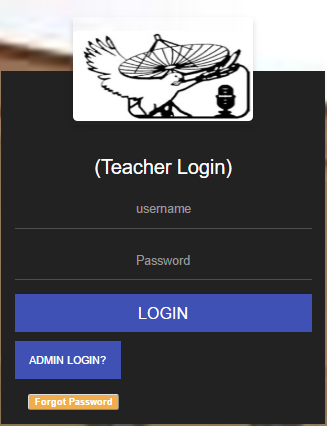 (Teacher Login)
username
Password
LOGIN
ADMIN LOGIN?
Forgot Password